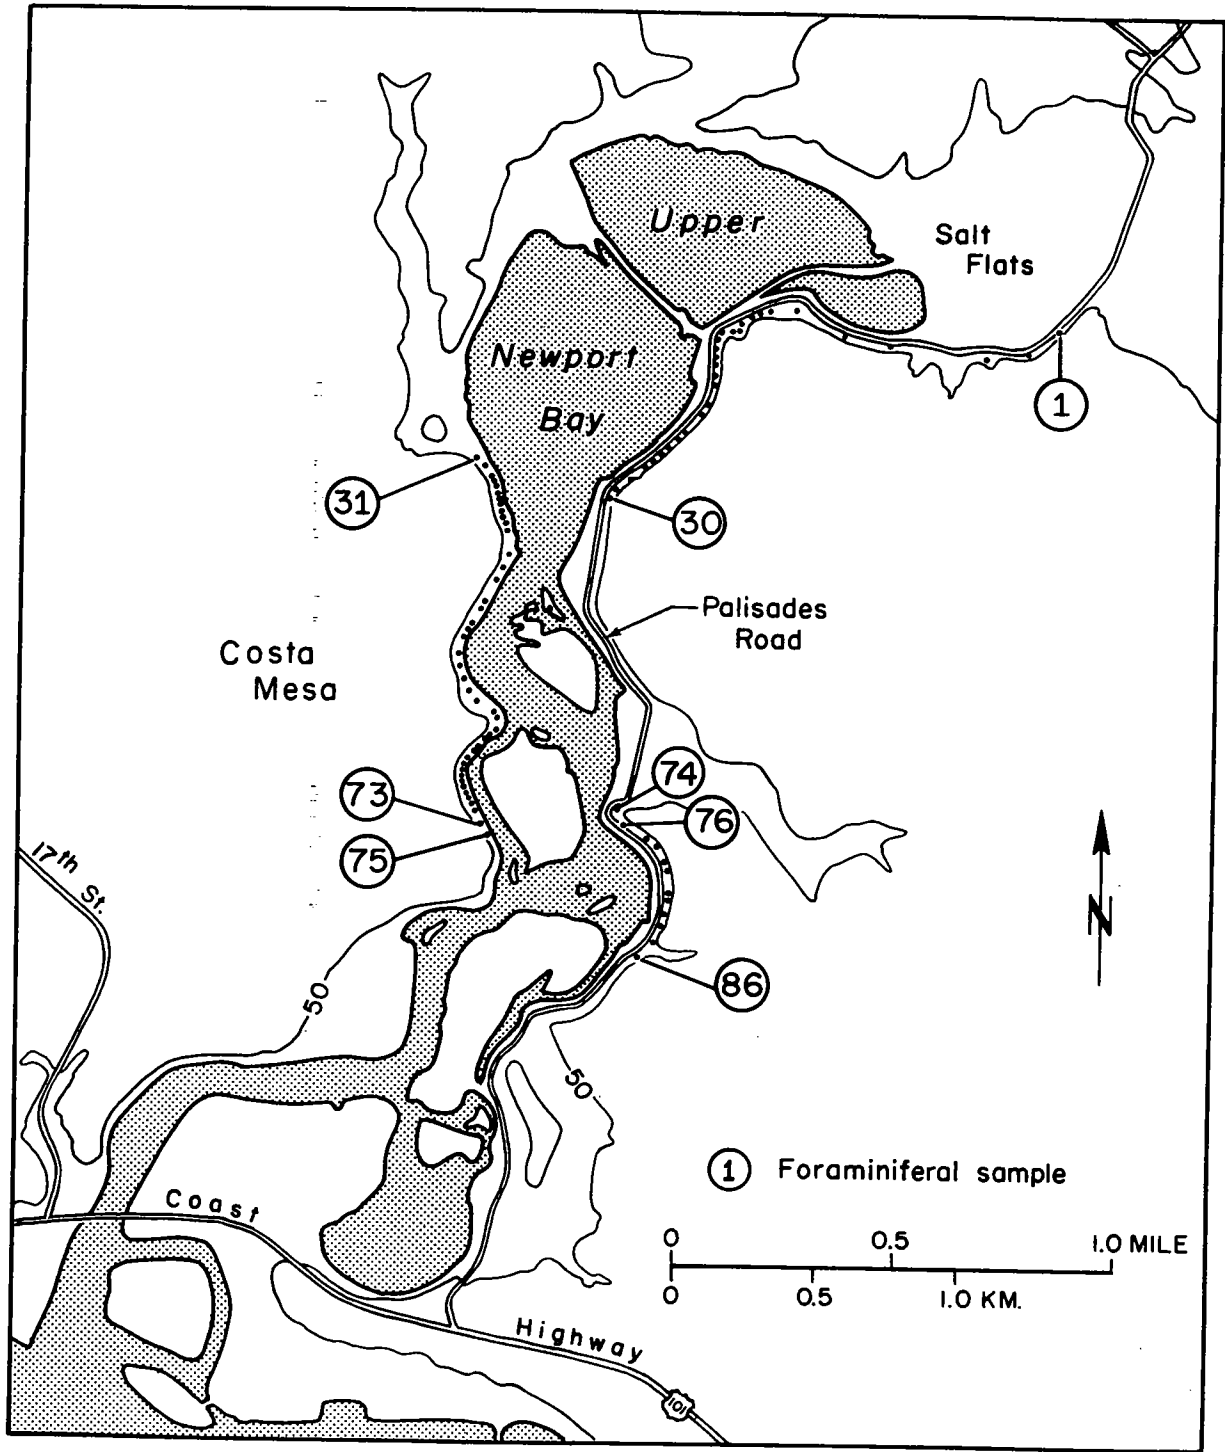 Upper
Salt
Flats
Newport
Bay
1
31
30
Palisades
Road
Costa
Mesa
74
73
76
75
17th St.
86
50
50
N
1 Foraminiferal sample
Coast
Highway
101
0 0.5 1.0 MILE
0 0.5 1.0 KM.